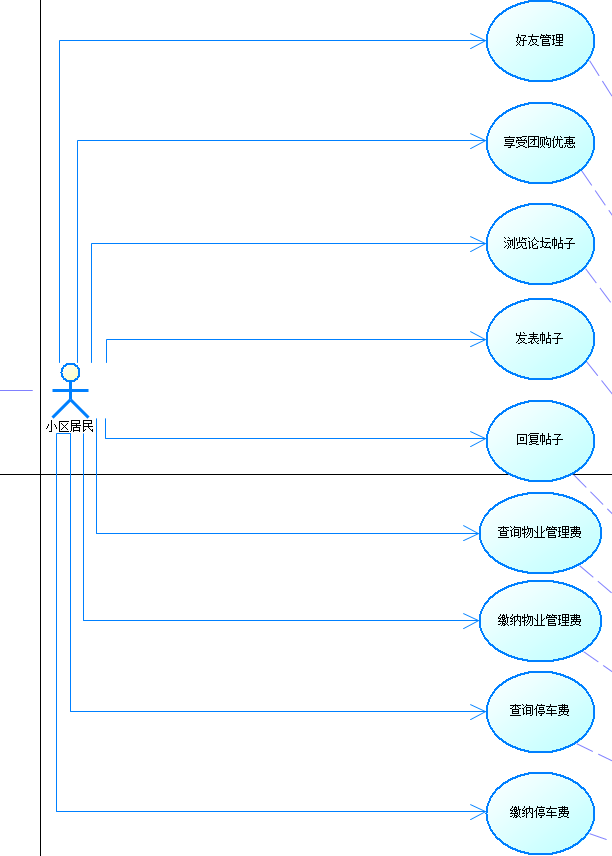 好友管理
享受团购优惠
浏览论坛帖子
发表帖子
小区居民
回复帖子
查询物业管理费
缴纳物业管理费
查询停车费
缴纳停车费